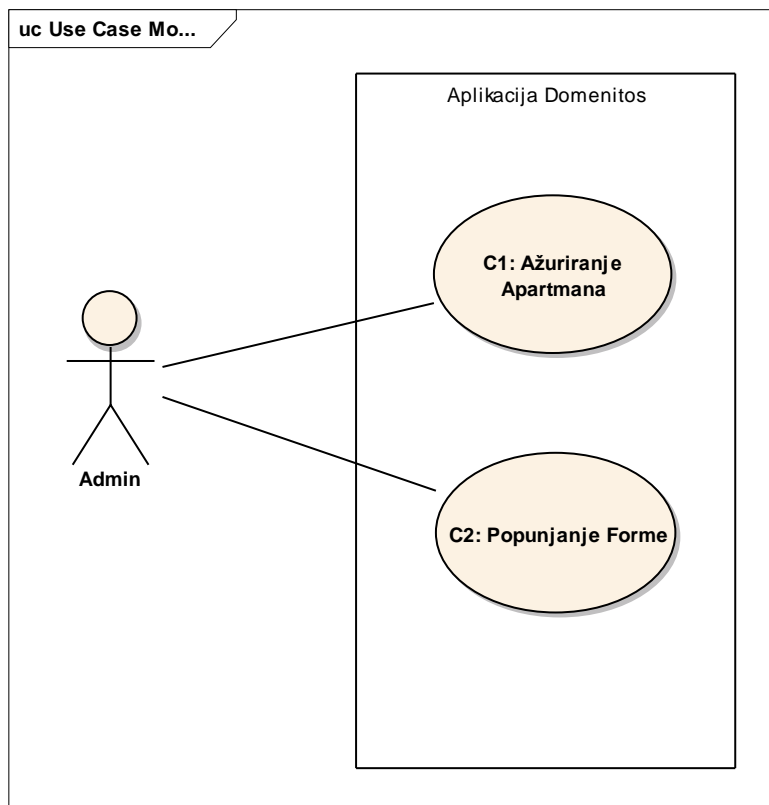 uc Use Case Mo...
Aplikacija Domenitos
C1: Ažuriranje
Apartmana
Admin
C2: Popunjanje Forme